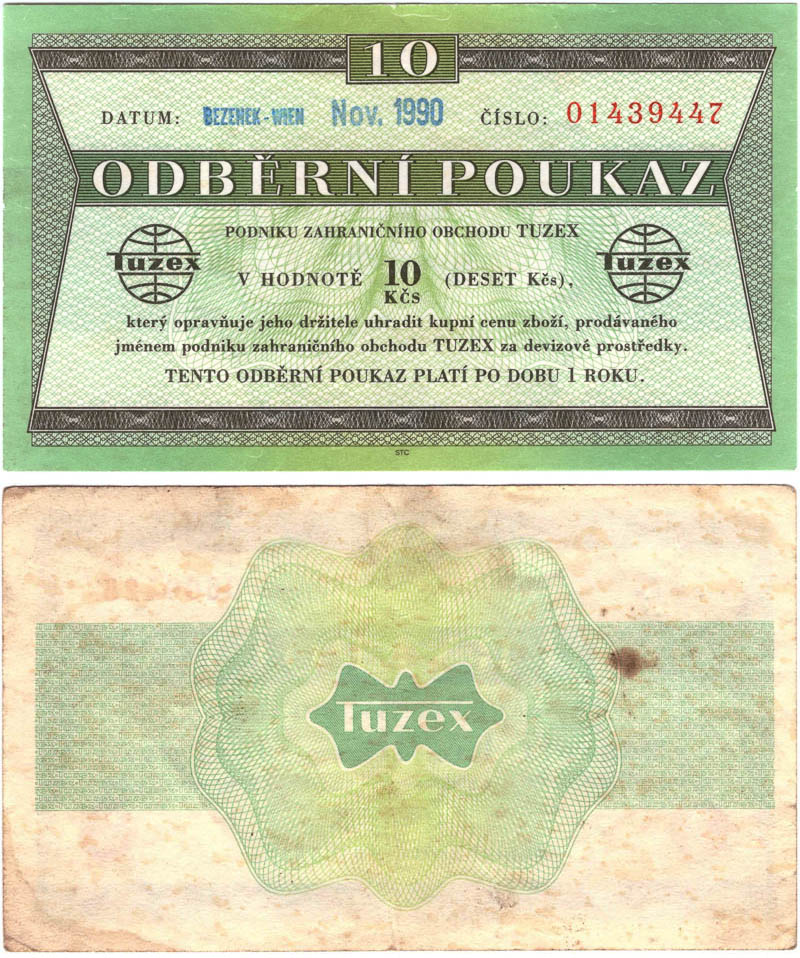 10
DATUM: BEZENEK-WIEN Nov. 1990 ČÍSLO: 01439447
ODBĚRNÍ POUKAZ
PODNIKU ZAHRANIČNÍHO OBCHODU TUZEX
Tuzex
V HODNOTĚ 10 KČS (DESET Kčs),
Tuzex
který opravňuje jeho držitele uhradit kupní cenu zboží, prodávaného
jménem podniku zahraničního obchodu TUZEX za devizové prostředky.
TENTO ODBĚRNÍ POUKAZ PLATÍ PO DOBU 1 ROKU.
STC
Tuzex